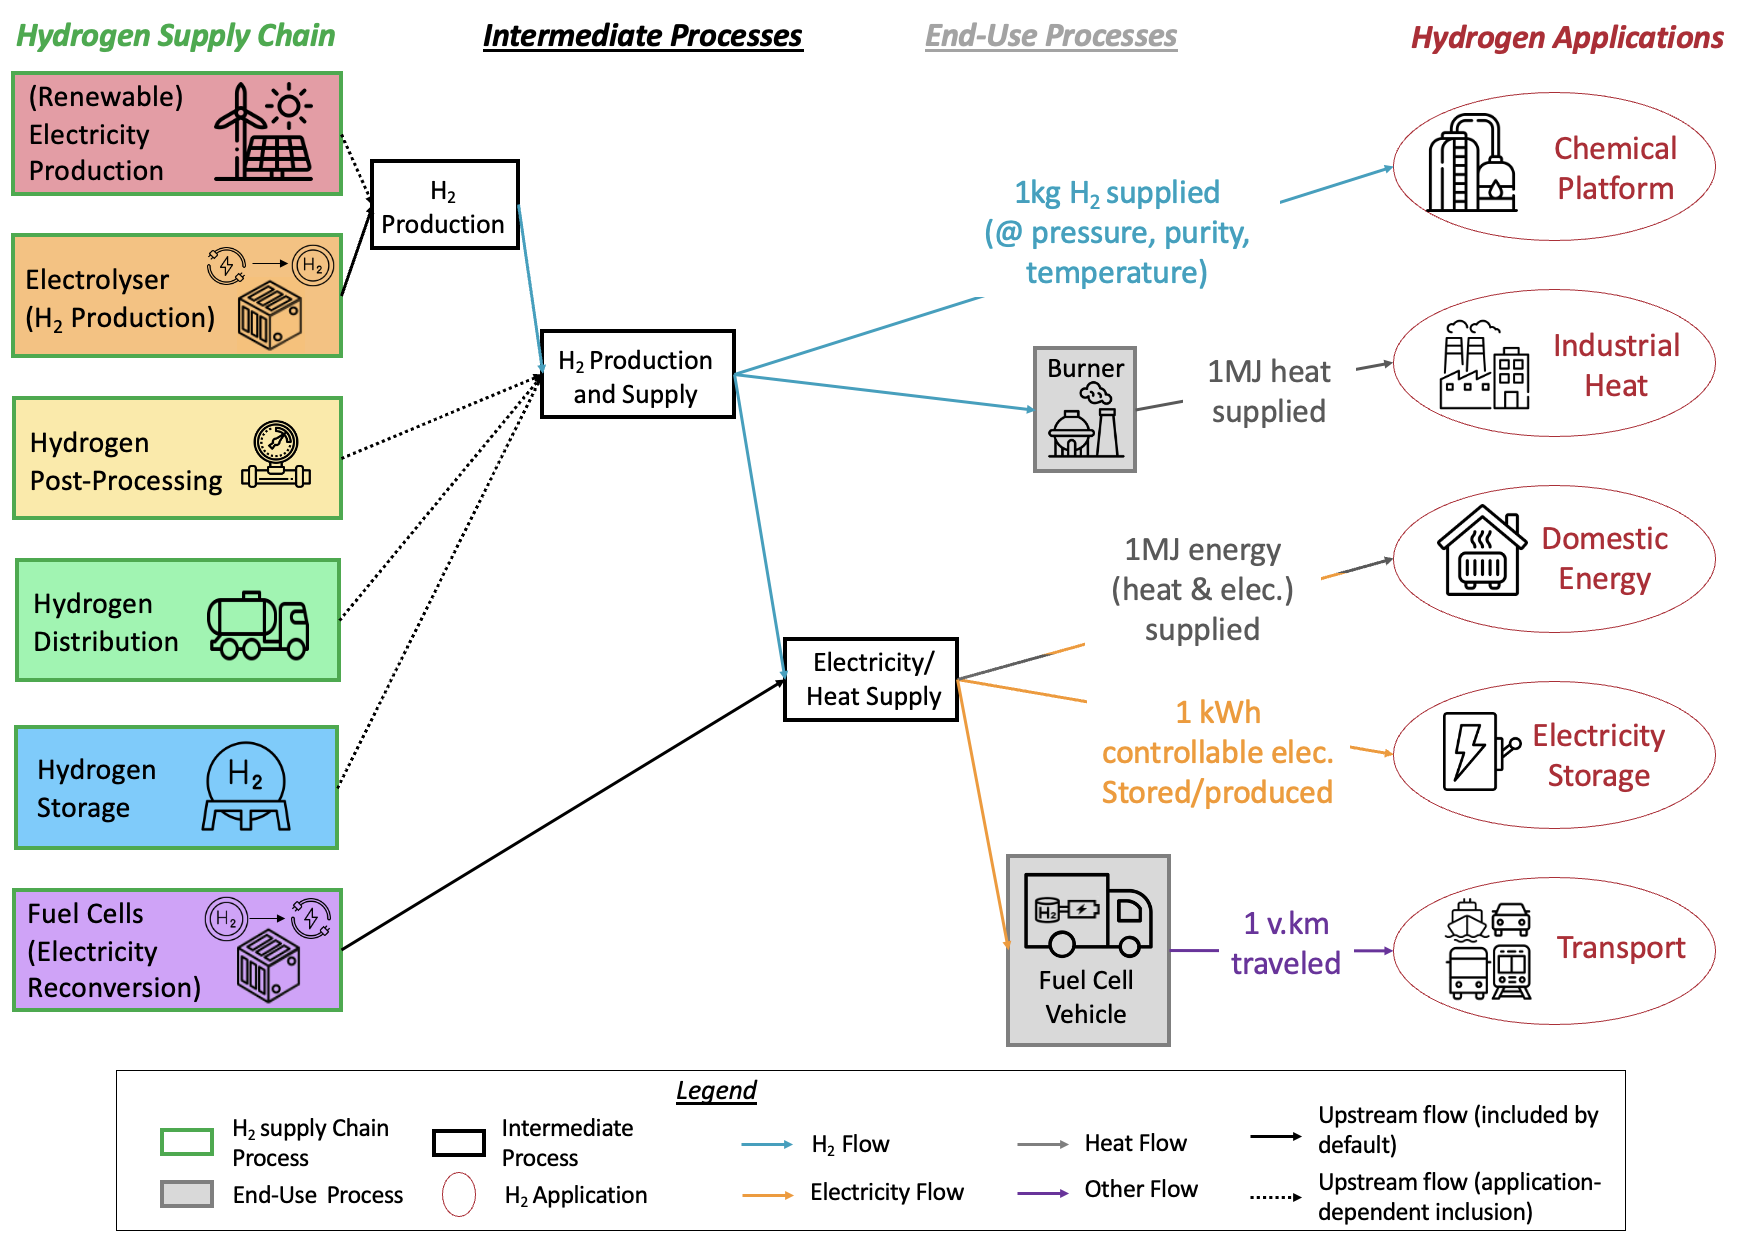 Hydrogen Supply Chain
Intermediate Processes
End-Use Processes
Hydrogen Applications
(Renewable)
Electricity
Production
Electrolyser
(H₂ Production)
H₂
Hydrogen
Post-Processing
Hydrogen
Distribution
Hydrogen
Storage
H₂
Fuel Cells
(Electricity
Reconversion)
H₂
H₂
Production
H₂ Production
and Supply
Electricity/
Heat Supply
1kg H₂ supplied
(@ pressure, purity,
temperature)
Burner
1MJ heat
supplied
1MJ energy
(heat & elec.)
supplied
1 kWh
controllable elec.
Stored/produced
H₂
Fuel Cell
Vehicle
1 v.km
traveled
Chemical
Platform
Industrial
Heat
Domestic
Energy
Electricity
Storage
Transport
Legend
H₂ supply Chain
Process
End-Use Process
Intermediate
Process
H₂ Application
H₂ Flow
Electricity Flow
Heat Flow
Other Flow
Upstream flow (included by
default)
Upstream flow (application-
dependent inclusion)